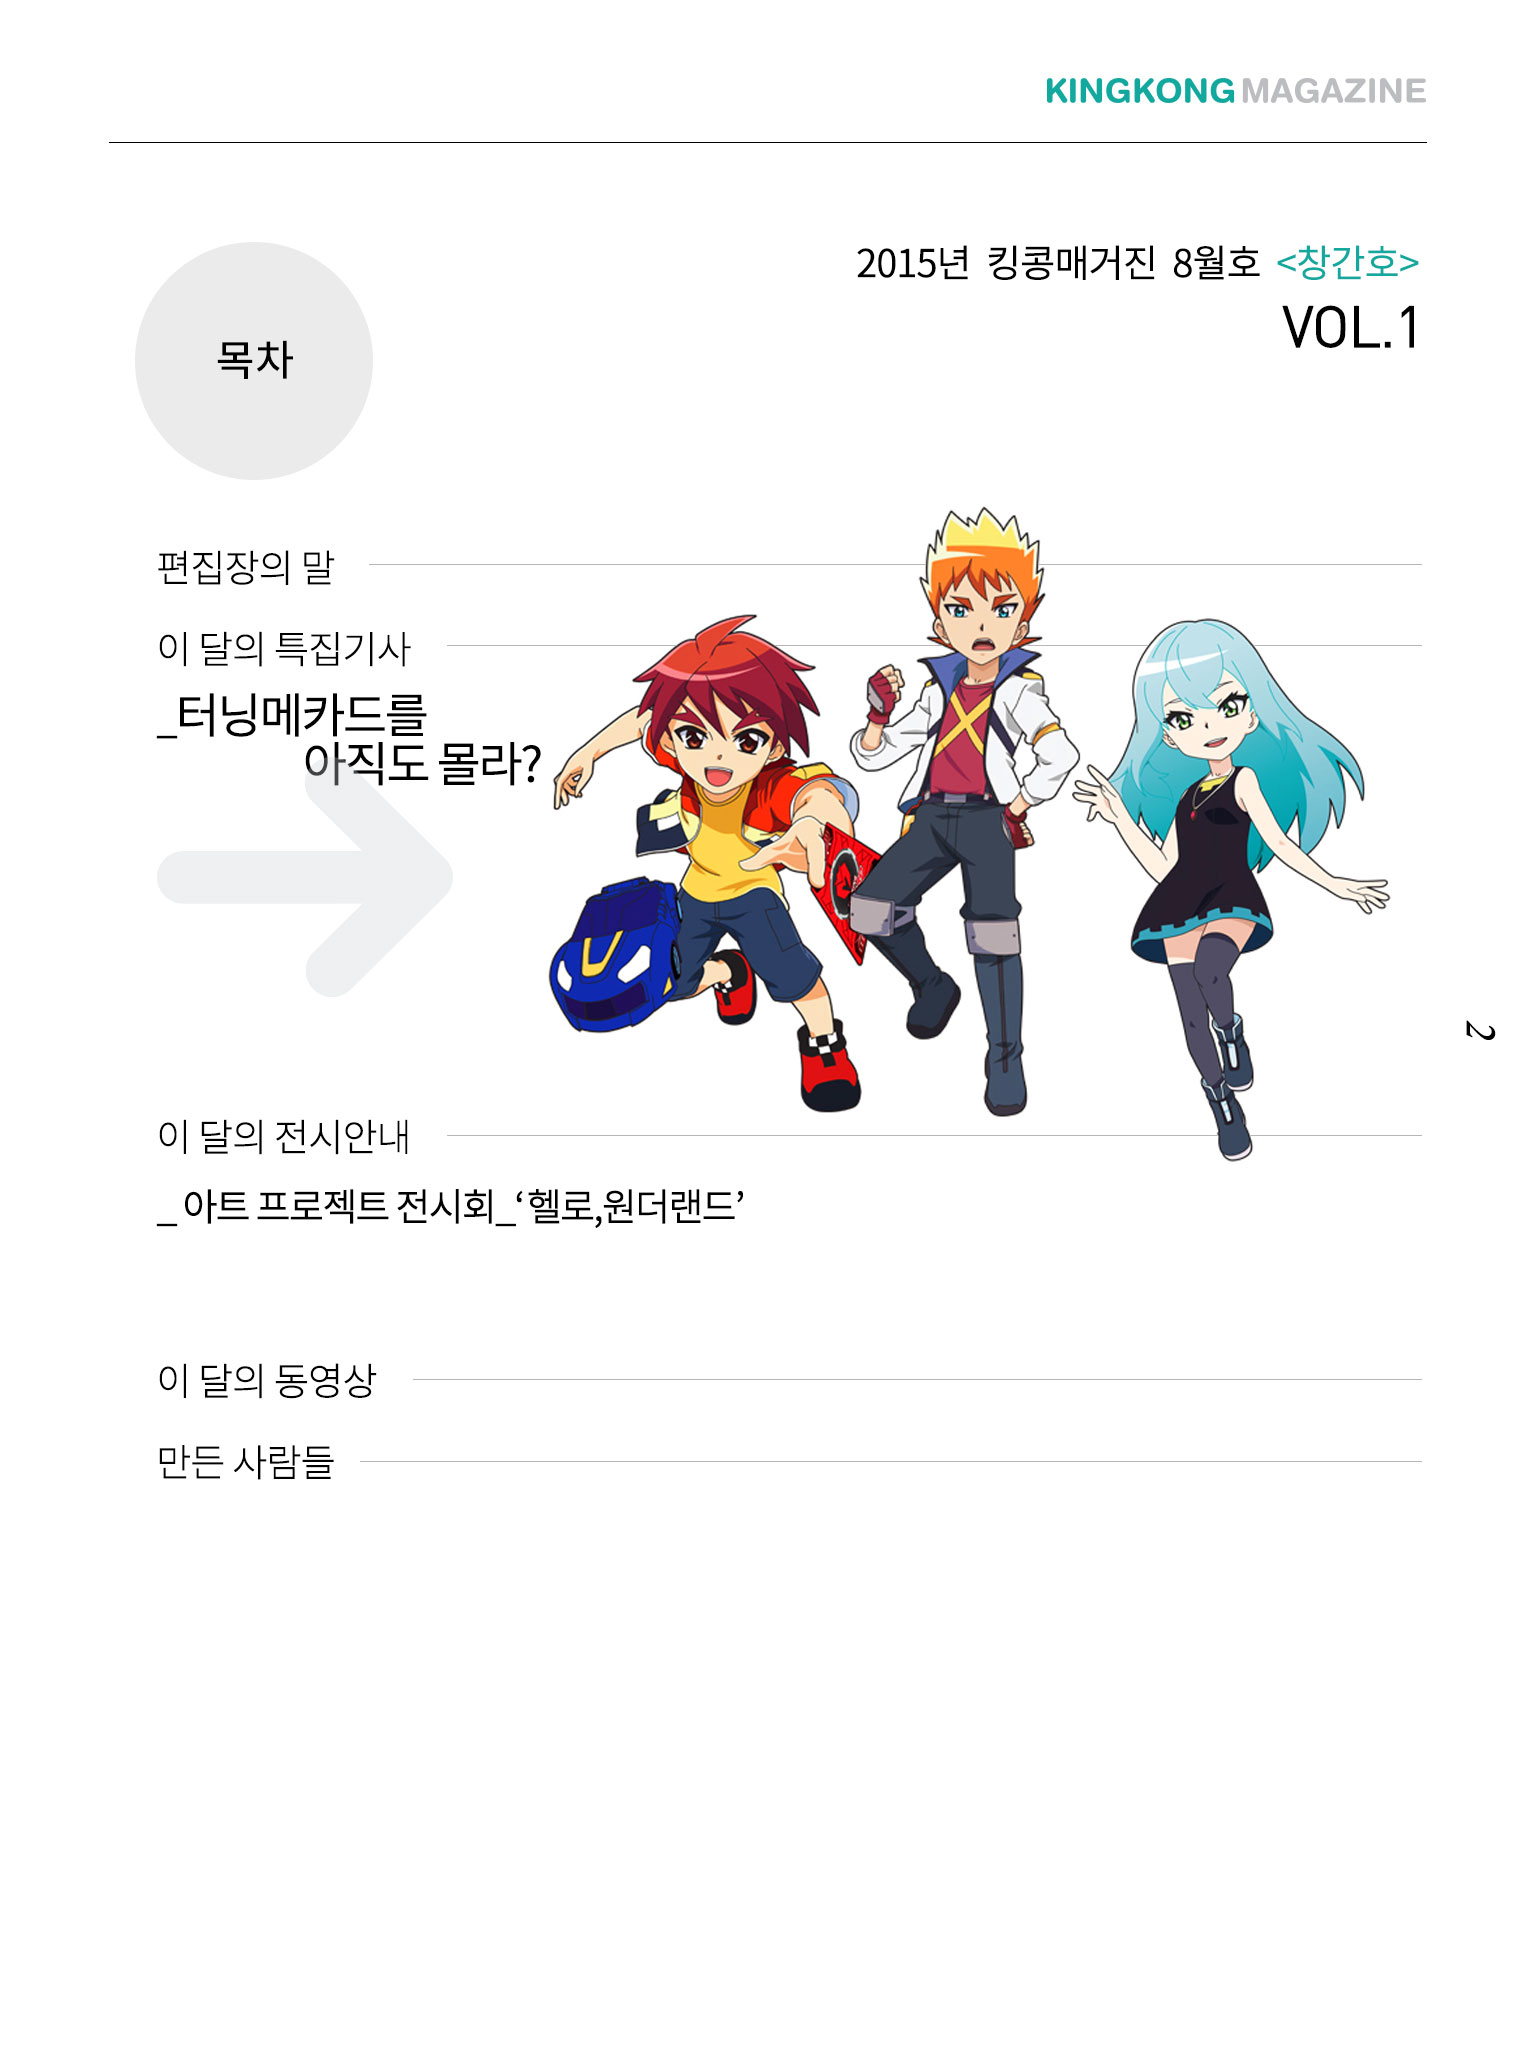 KINGKONG MAGAZINE
2015년 킹콩매거진 8월호 <창간호>
VOL.1
목차
편집장의 말
이 달의 특집기사
_터닝메카드를
아직도 몰라?
2
이 달의 전시안내
_ 아트 프로젝트 전시회_‘헬로,원더랜드’
이 달의 동영상
만든 사람들